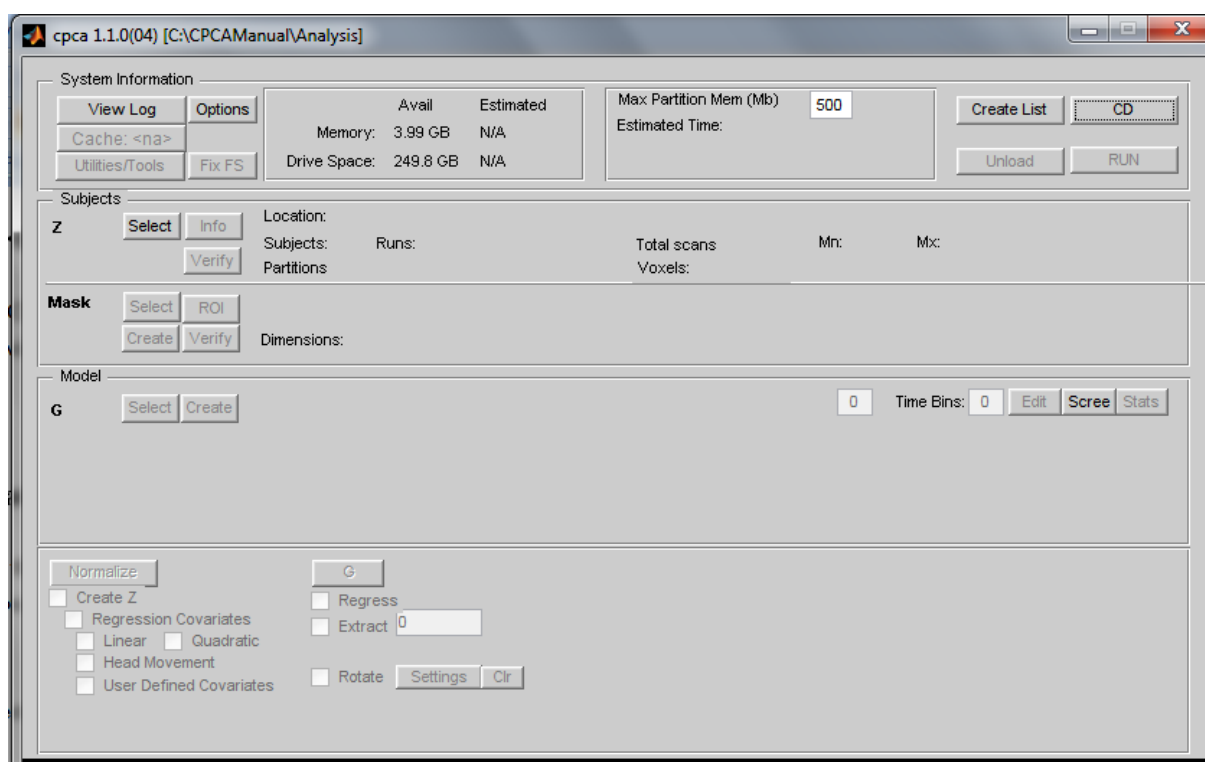 cpca 1.1.0(04) [C:\CPCAManual\Analysis]
System Information
View Log Options Avail Estimated Max Partition Mem (Mb) 500 Create List CD
Cache: <na> Memory: 3.99 GB N/A Estimated Time:
Utilities/Tools Fix FS Drive Space: 249.8 GB N/A Unload RUN
Subjects
Z Select Info Location:
Subjects: Runs: Total scans Mn: Mx:
Verify Partitions Voxels:
Mask Select ROI
Create Verify Dimensions:
Model
G Select Create 0 Time Bins: 0 Edit Scree Stats
Normalize G
Create Z Regress
Regression Covariates Extract 0
Linear Quadratic
Head Movement
User Defined Covariates Rotate Settings Clr